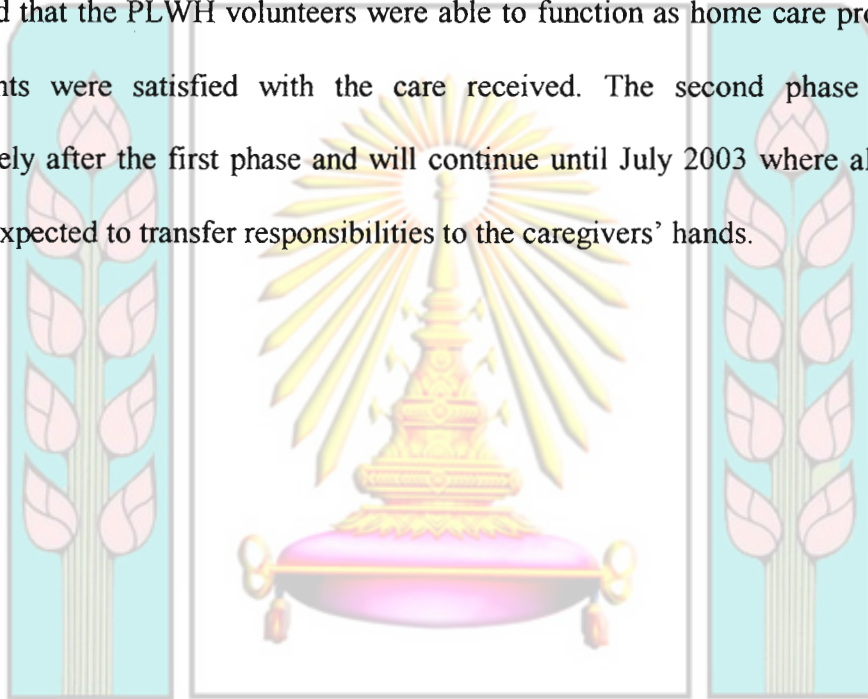 d that the PLWH volunteers were able to function as home care pro
nts were satisfied with the care received. The second phase
ely after the first phase and will continue until July 2003 where al
xpected to transfer responsibilities to the caregivers' hands.